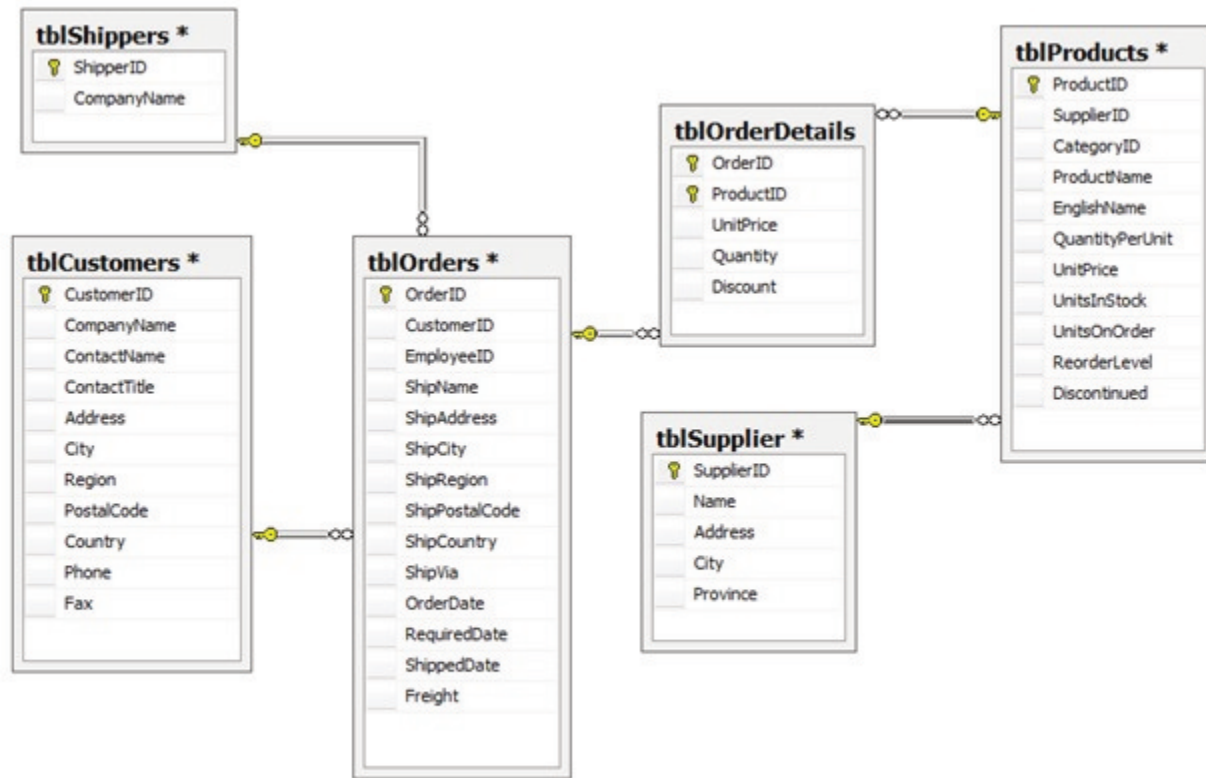 tblShippers *
ShipperID
CompanyName
tblCustomers *
CustomerID
CompanyName
ContactName
ContactTitle
Address
City
Region
PostalCode
Country
Phone
Fax
tblOrders *
OrderID
CustomerID
EmployeeID
ShipName
ShipAddress
ShipCity
ShipRegion
ShipPostalCode
ShipCountry
ShipVia
OrderDate
RequiredDate
ShippedDate
Freight
tblOrderDetails
OrderID
ProductID
UnitPrice
Quantity
Discount
tblSupplier *
SupplierID
Name
Address
City
Province
tblProducts *
ProductID
SupplierID
CategoryID
ProductName
EnglishName
QuantityPerUnit
UnitPrice
UnitsInStock
UnitsOnOrder
ReorderLevel
Discontinued